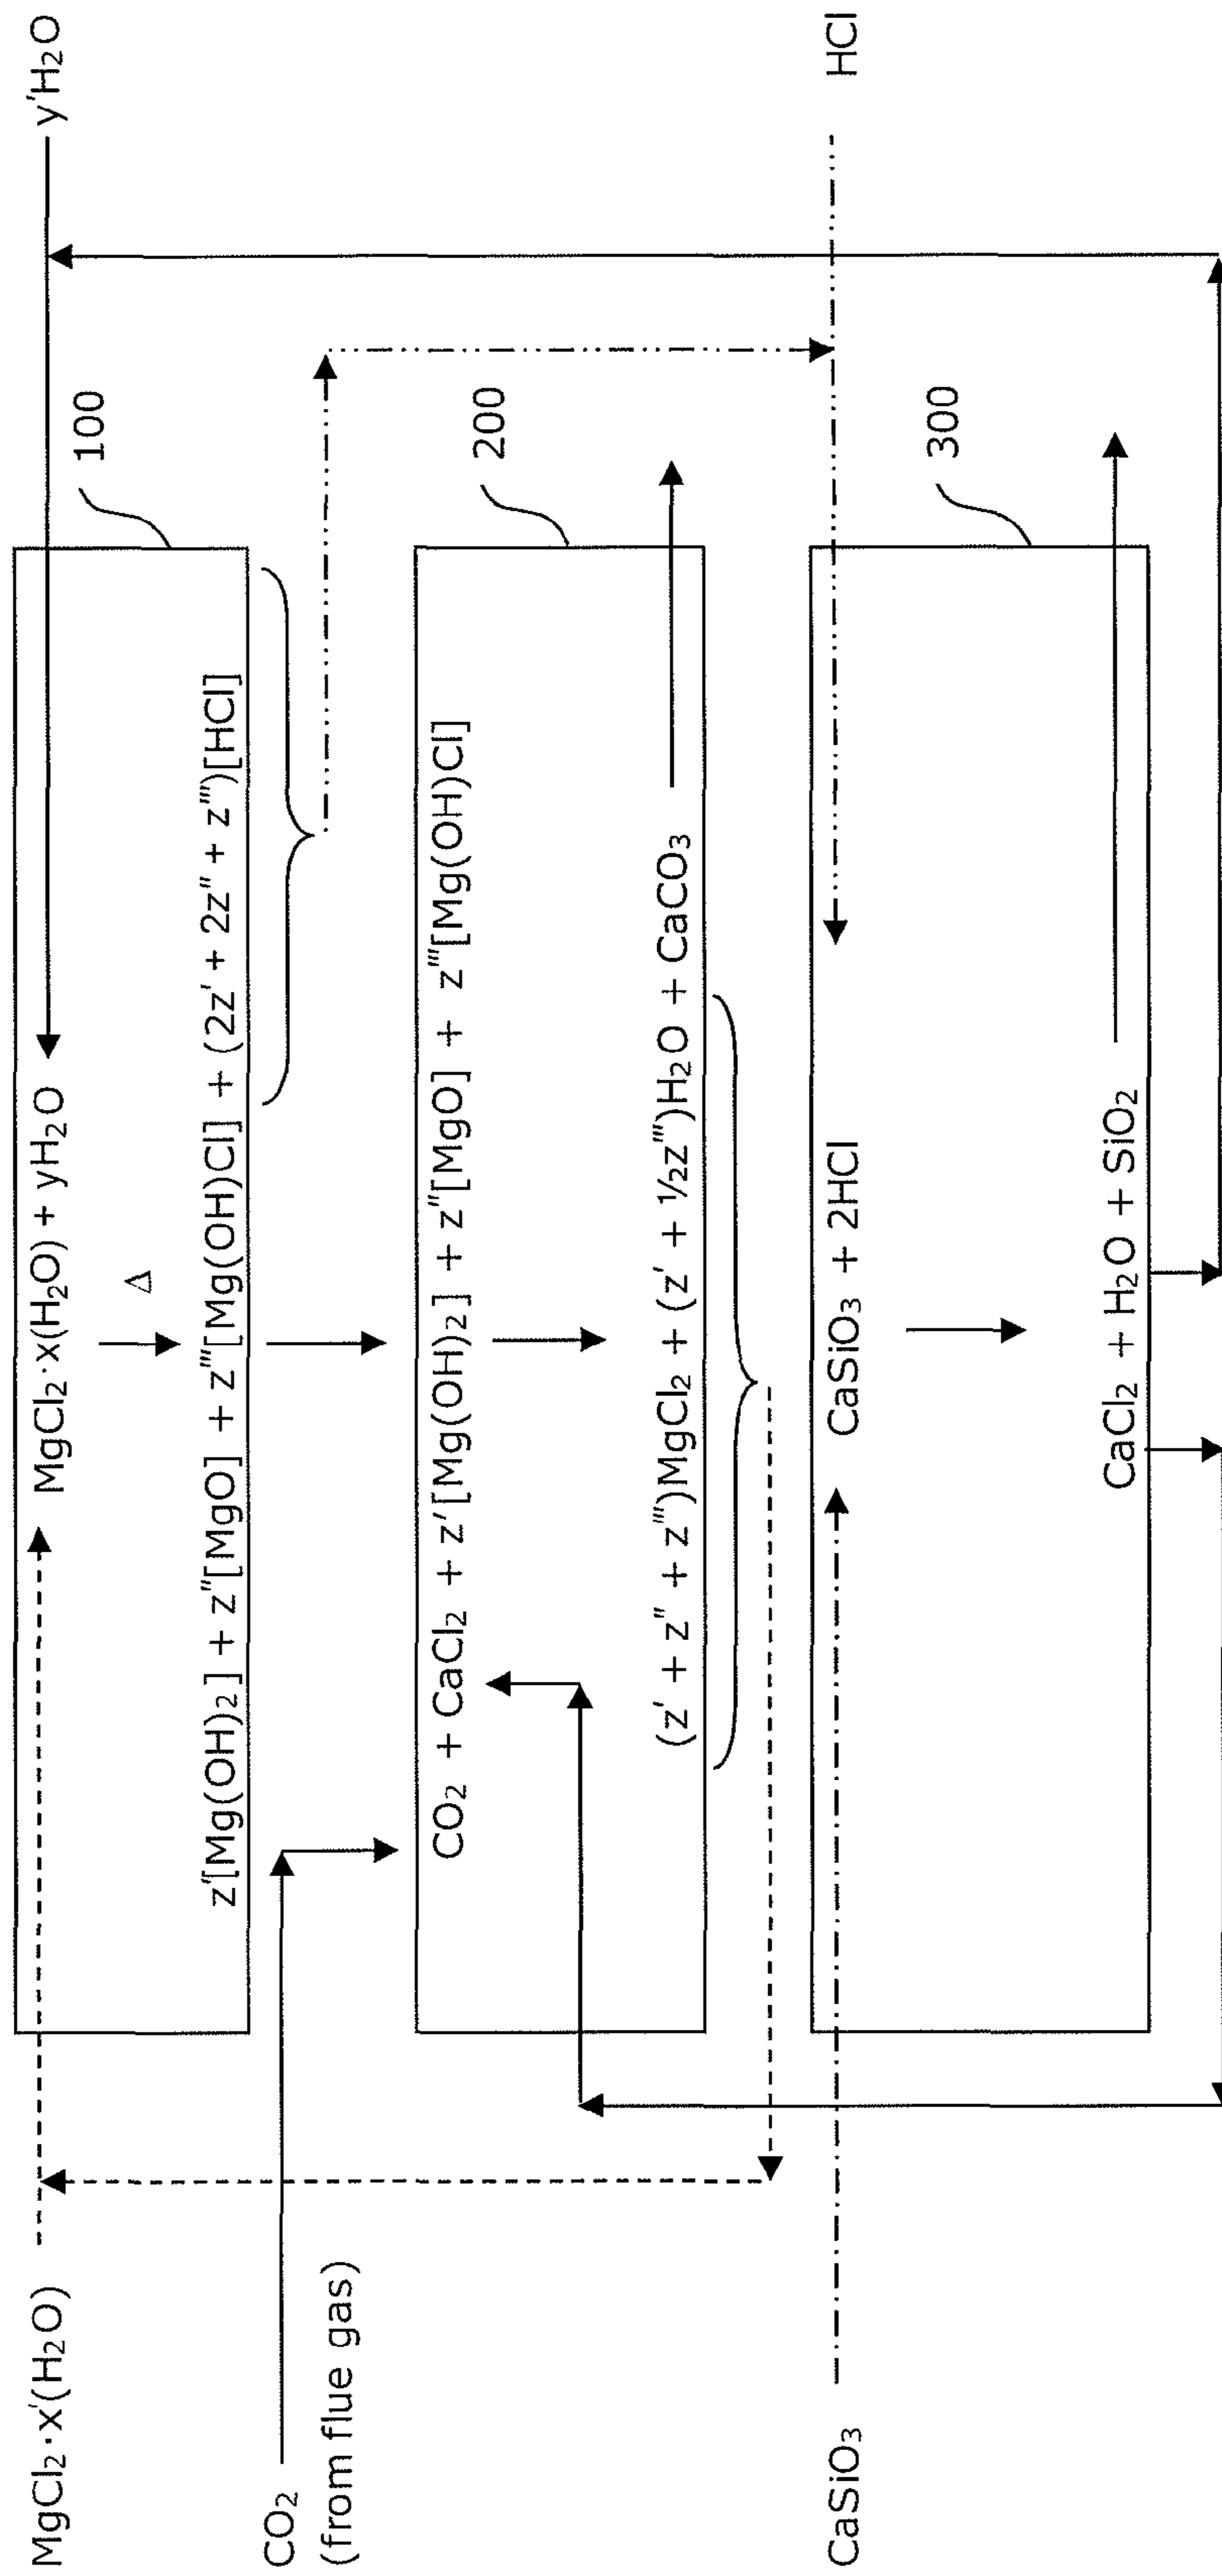 MgCl₂·x'(H₂O)
MgCl₂·x(H₂O) + yH₂O
y'H₂O
Δ
100
z'[Mg(OH)₂] + z"[MgO] + z'''[Mg(OH)Cl] + (2z' + 2z" + z''')[HCl]
CO₂
(from flue gas)
200
CO₂ + CaCl₂ + z'[Mg(OH)₂] + z"[MgO] + z'''[Mg(OH)Cl]
(z' + z" + z''')MgCl₂ + (z' + ½z''')H₂O + CaCO₃
CaSiO₃
CaSiO₃ + 2HCl
HCl
300
CaCl₂ + H₂O + SiO₂